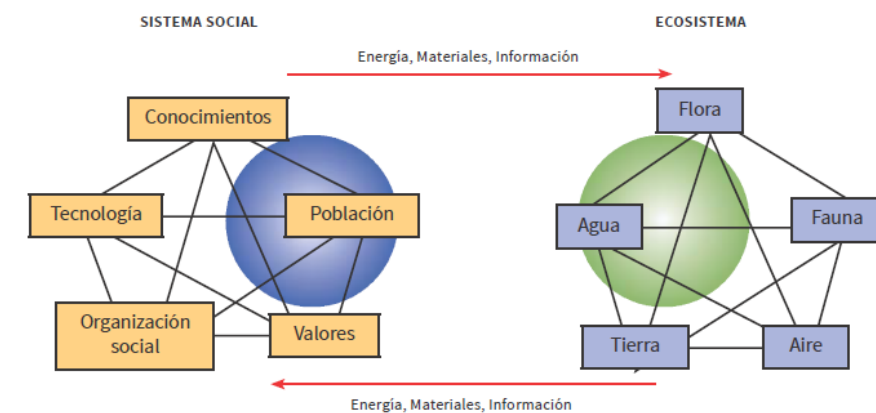 SISTEMA SOCIAL
ECOSISTEMA
Energía, Materiales, Información
Conocimientos
Flora
Tecnología
Población
Agua
Fauna
Organización
social
Valores
Tierra
Aire
Energía, Materiales, Información